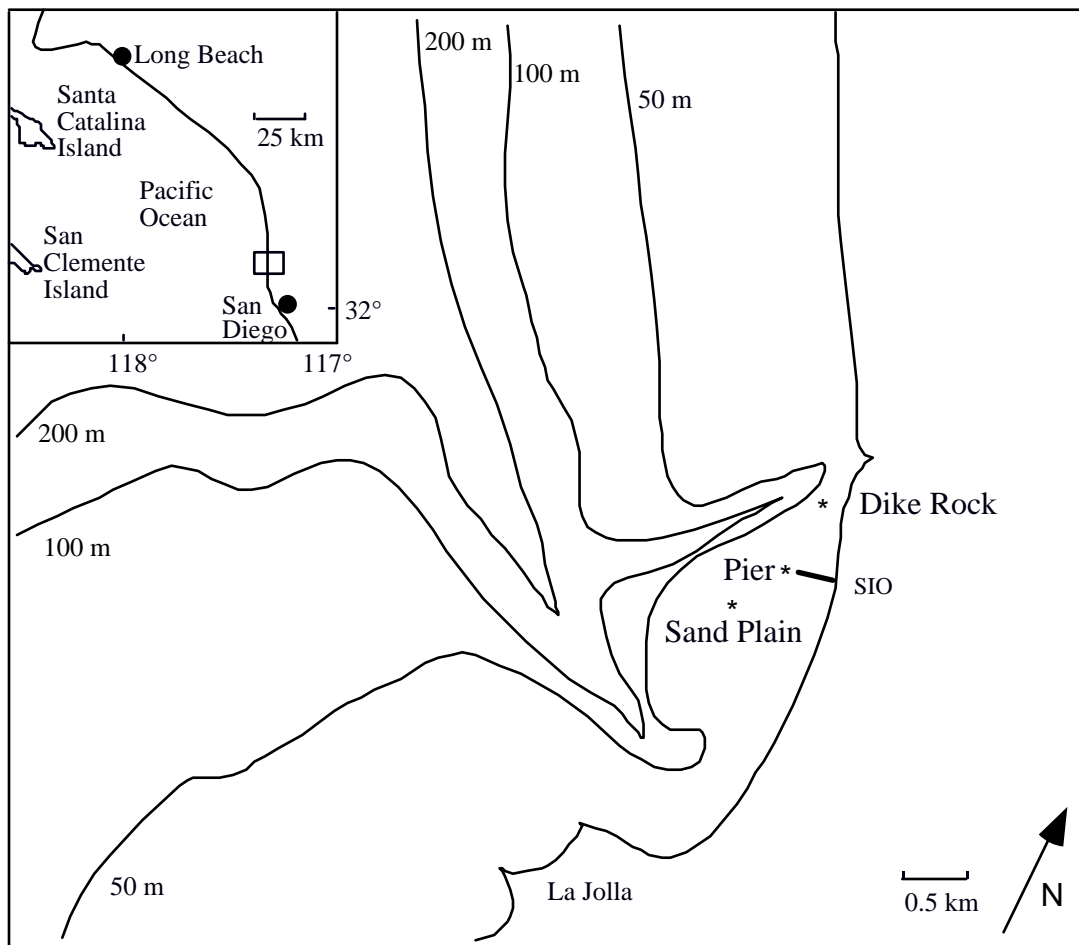 Long Beach
Santa
Catalina
Island
25 km
Pacific
Ocean
San
Clemente
Island
San
Diego
32°
118°
117°
200 m
100 m
50 m
200 m
100 m
Dike Rock
Pier *
SIO
*
*
Sand Plain
50 m
La Jolla
0.5 km
N